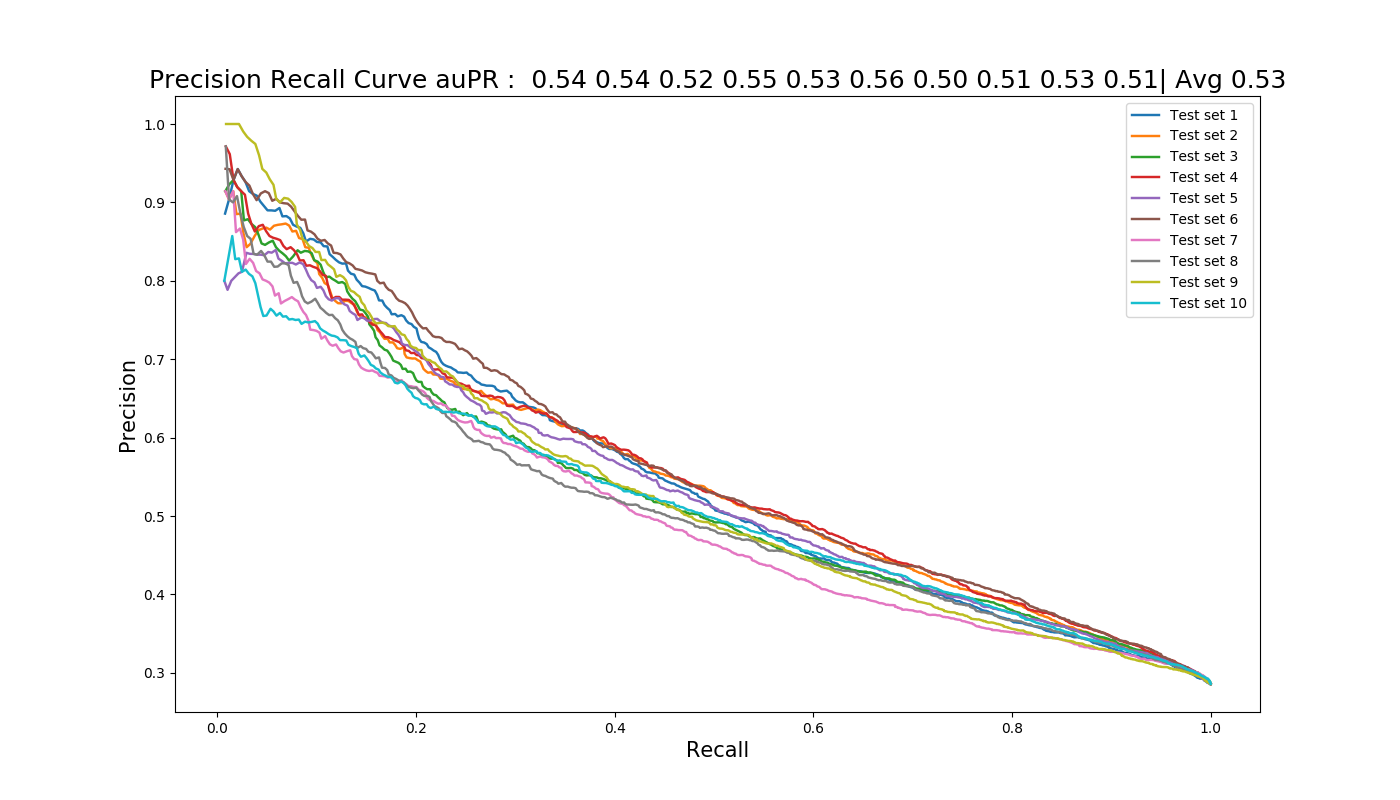 Precision Recall Curve auPR :  0.54 0.54 0.52 0.55 0.53 0.56 0.50 0.51 0.53 0.51| Avg 0.53
Test set 1
Test set 2
Test set 3
Test set 4
Test set 5
Test set 6
Test set 7
Test set 8
Test set 9
Test set 10
Precision
1.0
0.9
0.8
0.7
0.6
0.5
0.4
0.3
0.0 0.2 0.4 0.6 0.8 1.0
Recall